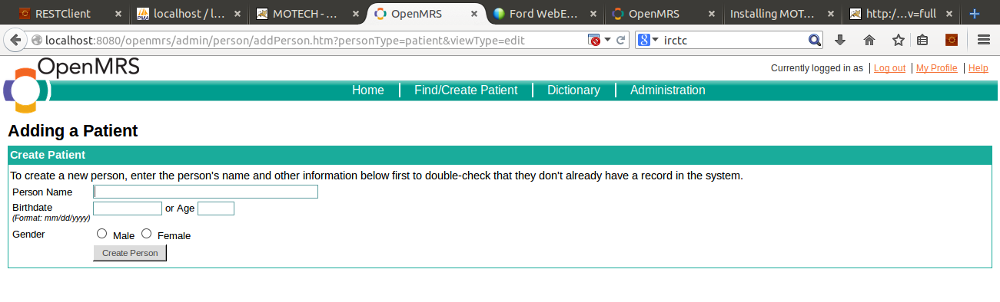 RESTClient × localhost / l... × MOTECH - ... × OpenMRS × Ford WebE... × OpenMRS × Installing MOT... × http:/...v=full × +
localhost:8080/openmrs/admin/person/addPerson.htm?personType=patient&viewType=edit 8 irctc
OpenMRS
Currently logged in as Log out My Profile Help
Home Find/Create Patient Dictionary Administration
Adding a Patient
Create Patient
To create a new person, enter the person's name and other information below first to double-check that they don't already have a record in the system.
Person Name
Birthdate or Age
(Format: mm/dd/yyyy)
Gender Male Female
Create Person